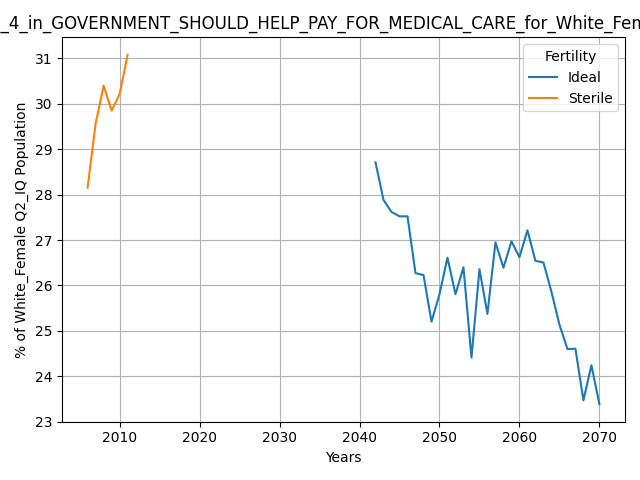 _4_in_GOVERNMENT_SHOULD_HELP_PAY_FOR_MEDICAL_CARE_for_White_Fem
Fertility
Ideal
Sterile
31
30
29
28
27
26
25
24
23
% of White_Female Q2_IQ Population
2010 2020 2030 2040 2050 2060 2070
Years